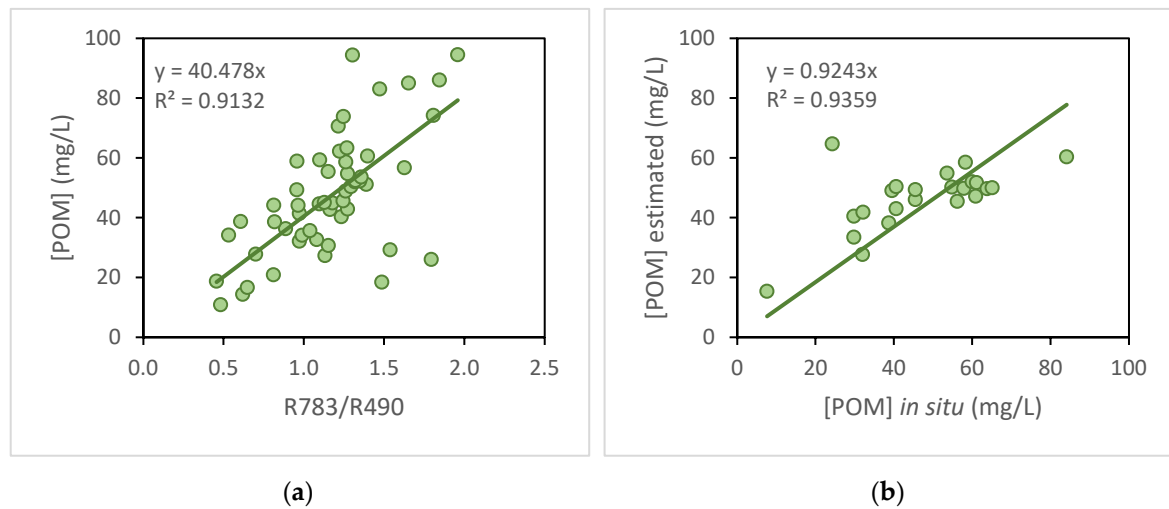 y = 40.478x
R² = 0.9132
[POM] (mg/L)
100
80
60
40
20
0
0.0 0.5 1.0 1.5 2.0 2.5
R783/R490
(a)
y = 0.9243x
R² = 0.9359
[POM] estimated (mg/L)
100
80
60
40
20
0
0 20 40 60 80 100
[POM] in situ (mg/L)
(b)